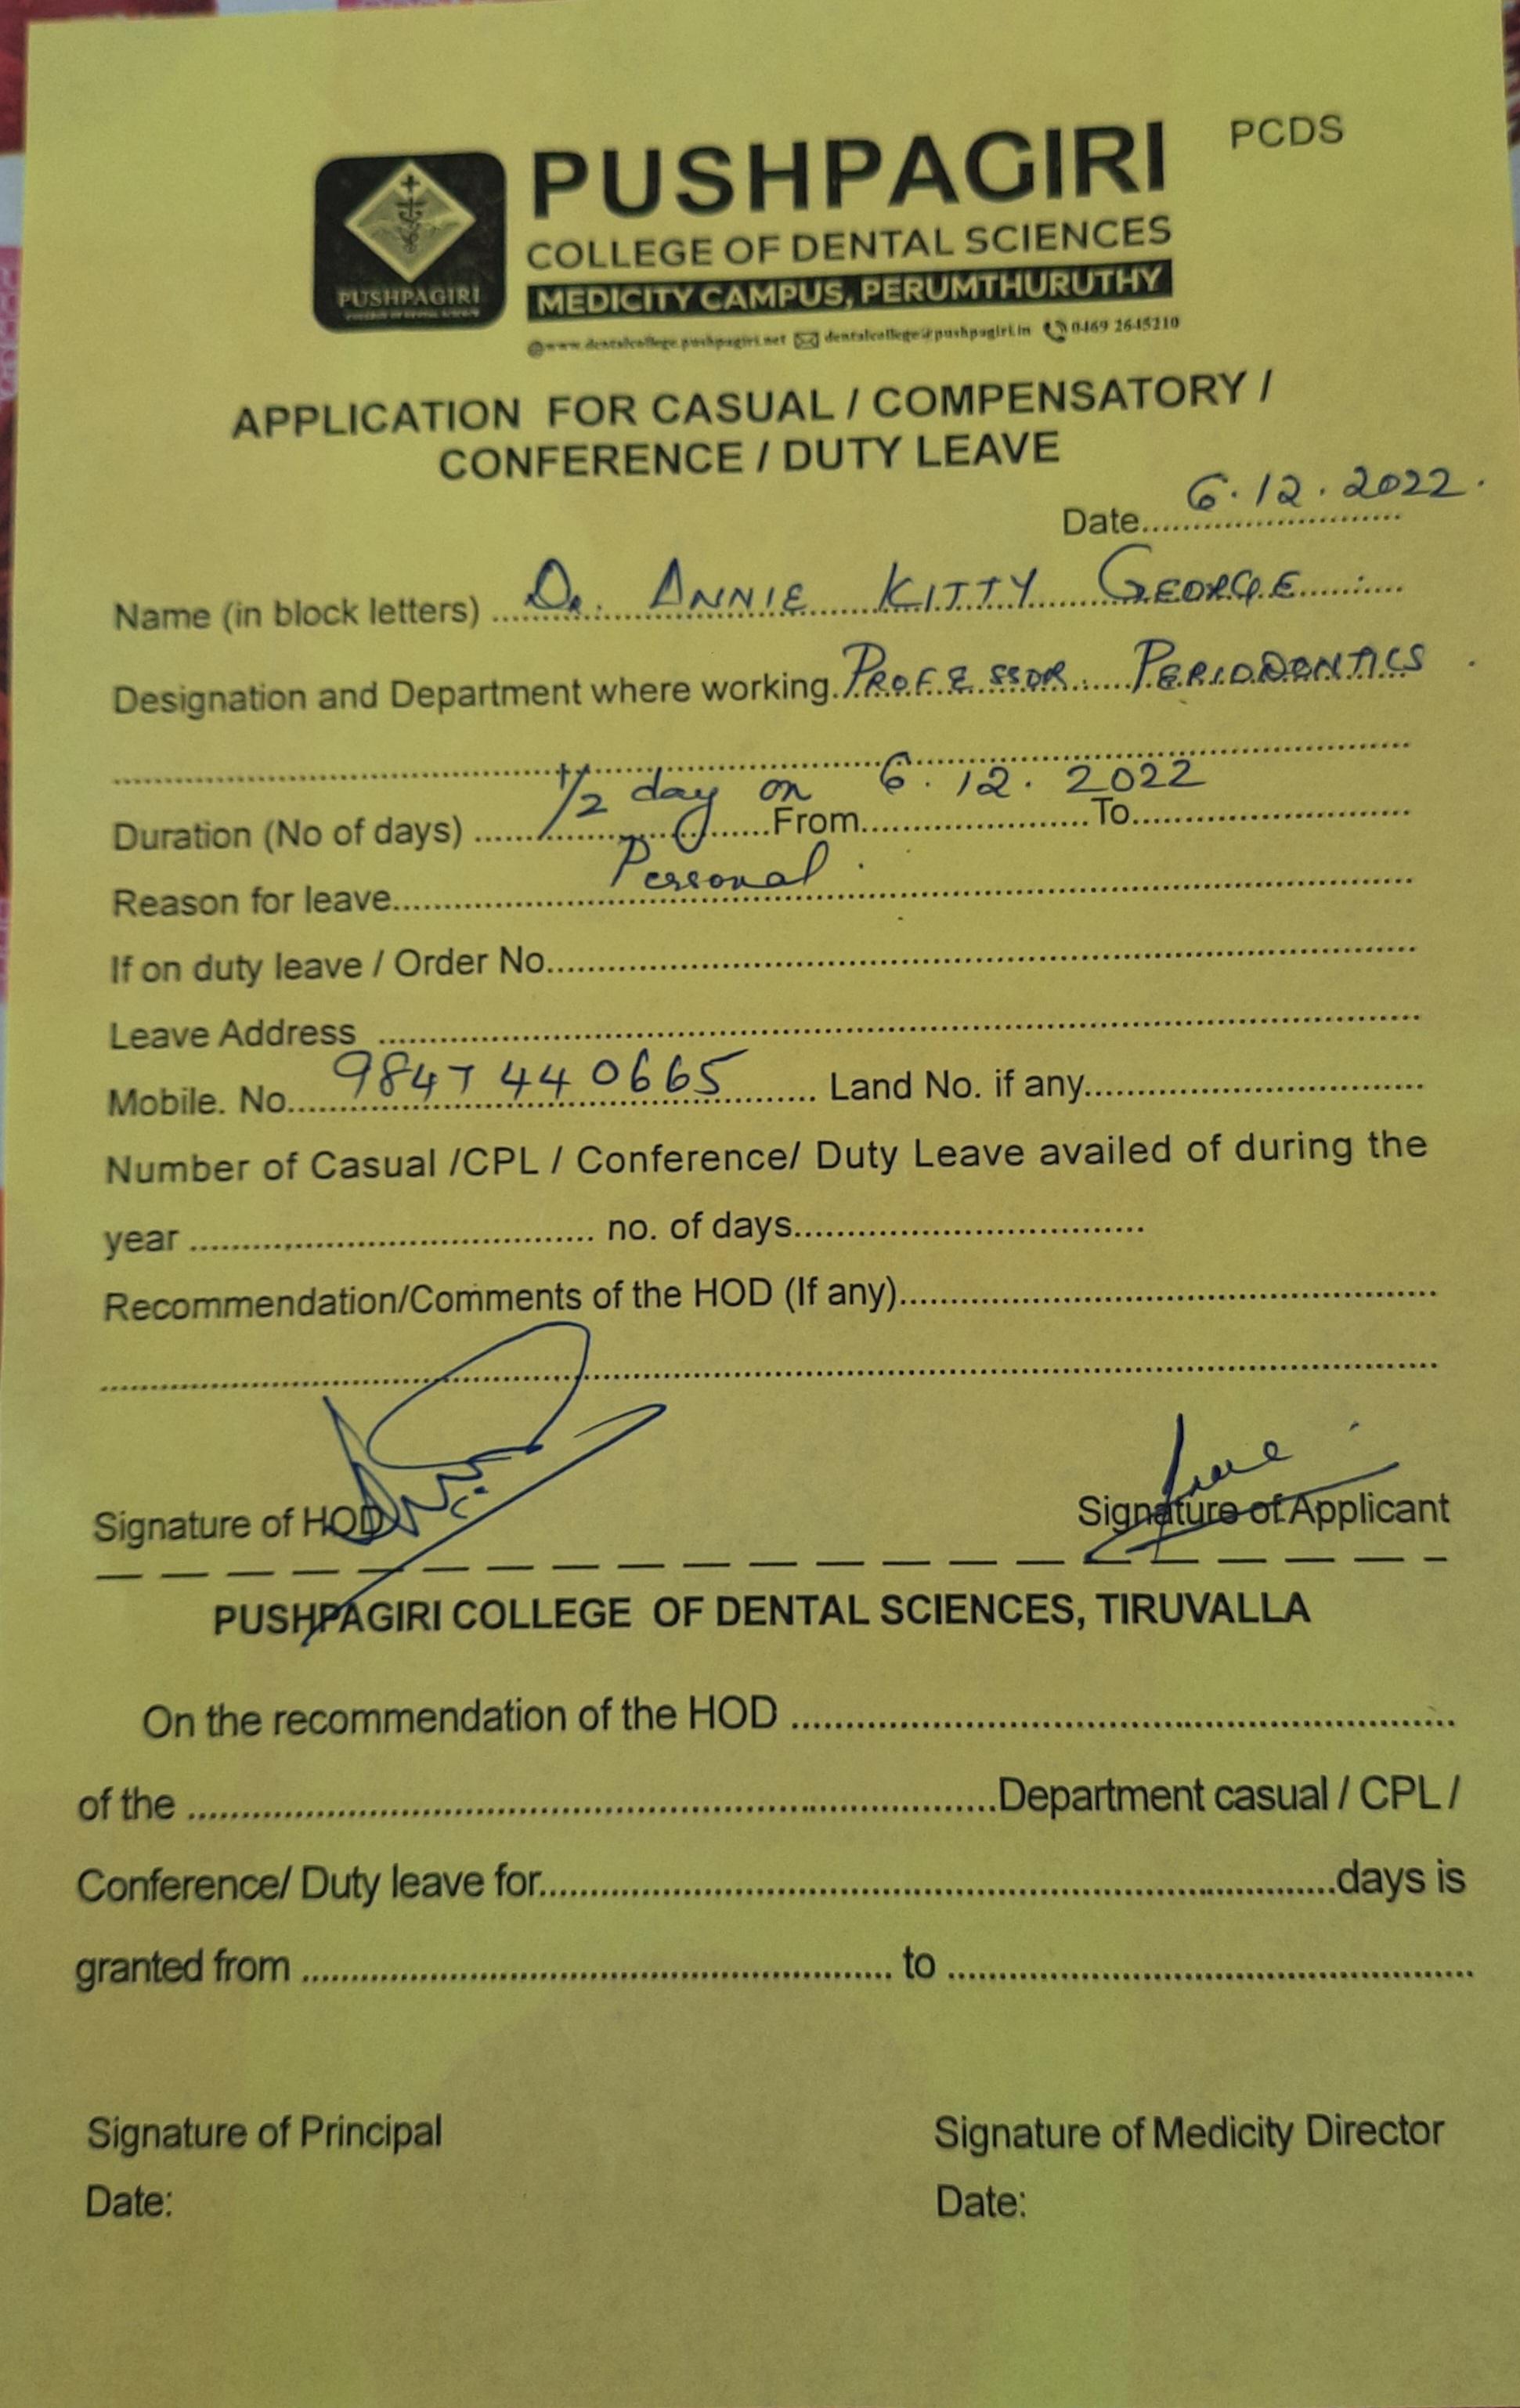 PCDS
PUSHPAGIRI
COLLEGE OF DENTAL SCIENCES
MEDICITY CAMPUS, PERUMTHURUTHY
PUSHPAGIRI
www.dentalcollege.pushpagiri.net dentalcollege@pushpagiri.in 0469 2645210
APPLICATION FOR CASUAL / COMPENSATORY /
CONFERENCE / DUTY LEAVE
Date 6.12.2022.
Name (in block letters) Dr. ANNIE KITTY GEORGE
Designation and Department where working PROFESSOR PERIODONTICS
1/2 day on 6.12.2022
Duration (No of days) From To
Reason for leave Personal
If on duty leave / Order No.
Leave Address
Mobile. No. 9847 440665 Land No. if any
Number of Casual /CPL / Conference/ Duty Leave availed of during the
year no. of days
Recommendation/Comments of the HOD (If any)
Signature of HOD Signature of Applicant
PUSHPAGIRI COLLEGE OF DENTAL SCIENCES, TIRUVALLA
On the recommendation of the HOD
of the Department casual / CPL /
Conference/ Duty leave for days is
granted from to
Signature of Principal Signature of Medicity Director
Date: Date: